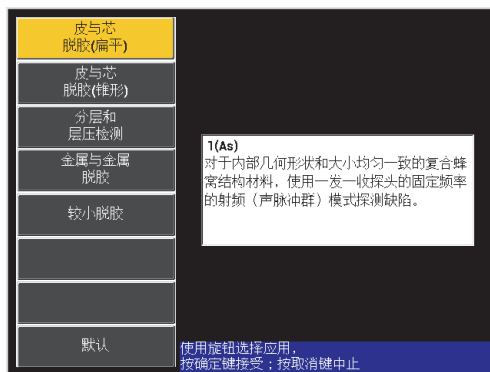 皮与芯
脱胶(扁平)
皮与芯
脱胶(锥形)
分层和
层压检测
金属与金属
脱胶
较小脱胶
默认
1(As)
对于内部几何形状和大小均匀一致的复合蜂
窝结构材料，使用一发一收探头的固定频率
的射频（声脉冲群）模式探测缺陷。
使用旋钮选择应用，
按确定键接受；按取消键中止